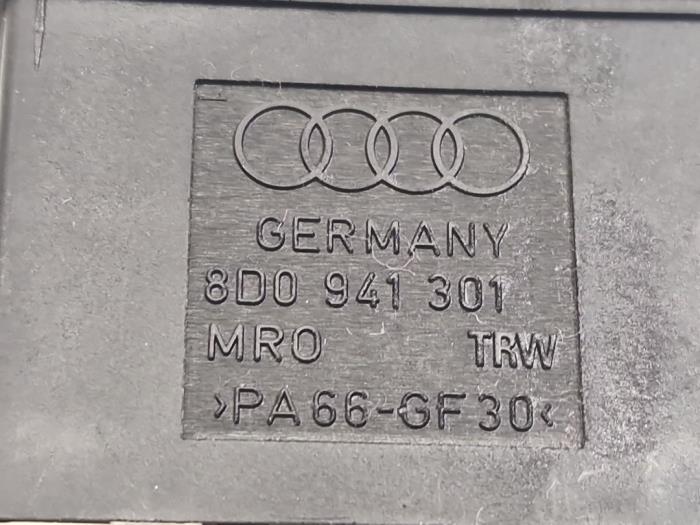 GERMANY
8D0 941 301
MRO TRW
>PA66-GF30<